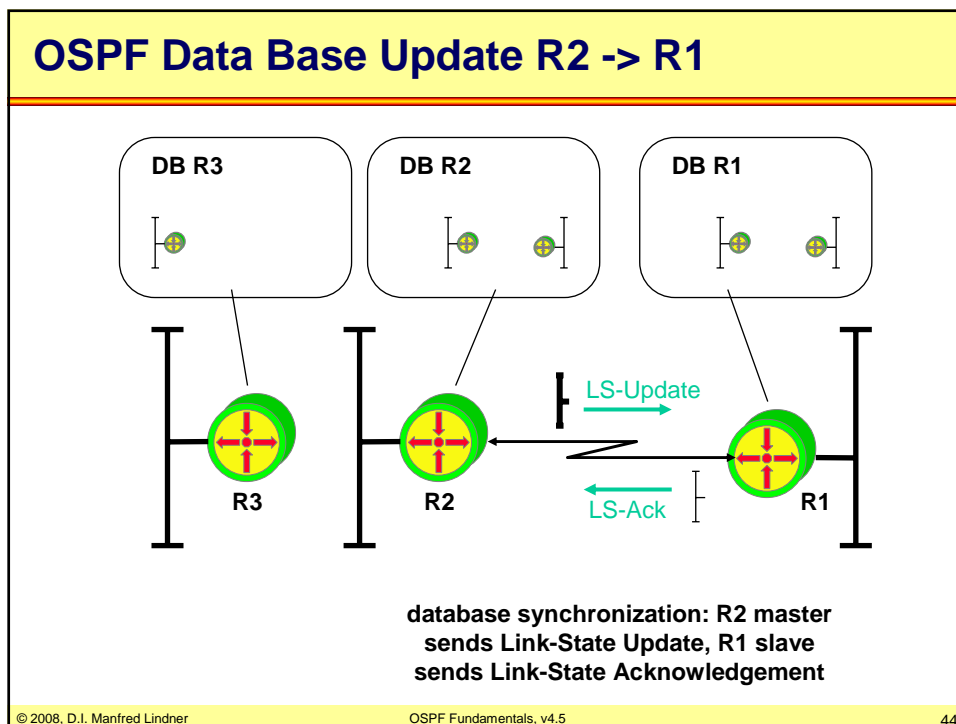 OSPF Data Base Update R2 -> R1
DB R3
DB R2
DB R1
LS-Update
R3
R2
LS-Ack
R1
database synchronization: R2 master
sends Link-State Update, R1 slave
sends Link-State Acknowledgement
© 2008, D.I. Manfred Lindner
OSPF Fundamentals, v4.5
44